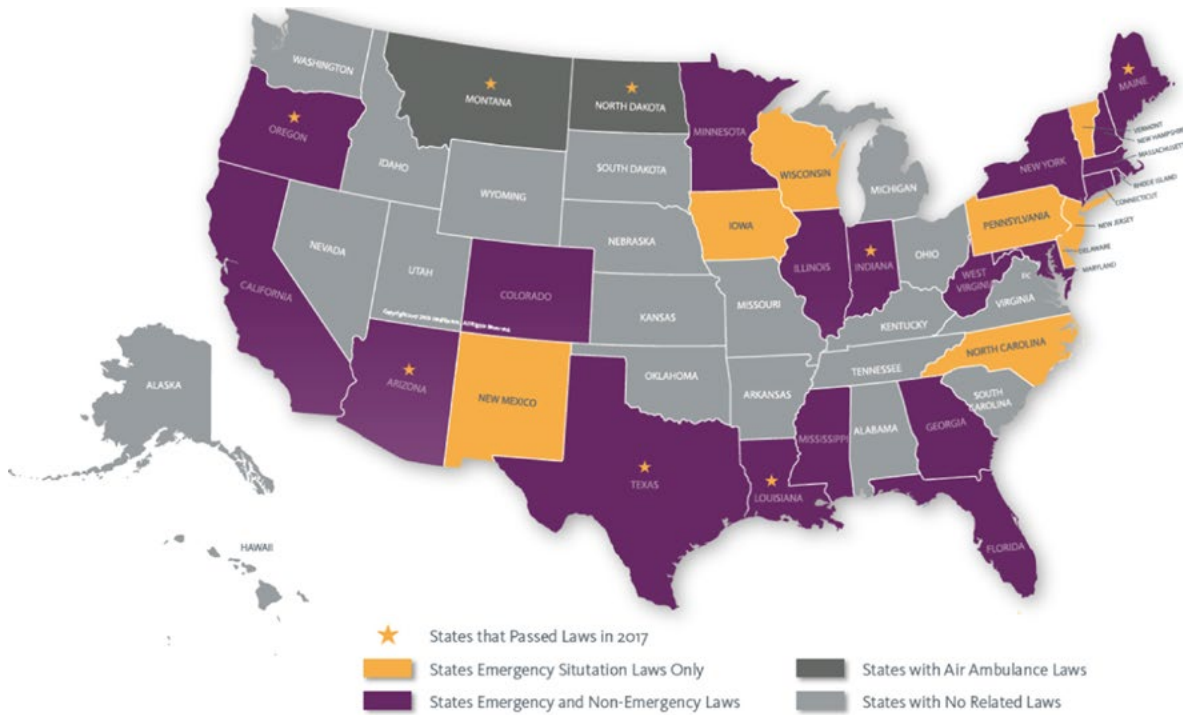 WASHINGTON
MONTANA
NORTH DAKOTA
MINNESOTA
MAINE
VERMONT
NEW HAMPSHIRE
MASSACHUSETTS
RHODE ISLAND
CONNECTICUT
NEW JERSEY
DELAWARE
MARYLAND
OREGON
IDAHO
WYOMING
SOUTH DAKOTA
WISCONSIN
MICHIGAN
NEW YORK
PENNSYLVANIA
IOWA
NEBRASKA
NEVADA
UTAH
COLORADO
CALIFORNIA
ILLINOIS
INDIANA
OHIO
WEST
VIRGINIA
VIRGINIA
KANSAS
MISSOURI
KENTUCKY
NORTH CAROLINA
TENNESSEE
SOUTH
CAROLINA
ARIZONA
NEW MEXICO
OKLAHOMA
ARKANSAS
MISSISSIPPI
ALABAMA
GEORGIA
TEXAS
LOUISIANA
FLORIDA
ALASKA
HAWAII
States that Passed Laws in 2017
States Emergency Situtation Laws Only
States Emergency and Non-Emergency Laws
States with Air Ambulance Laws
States with No Related Laws